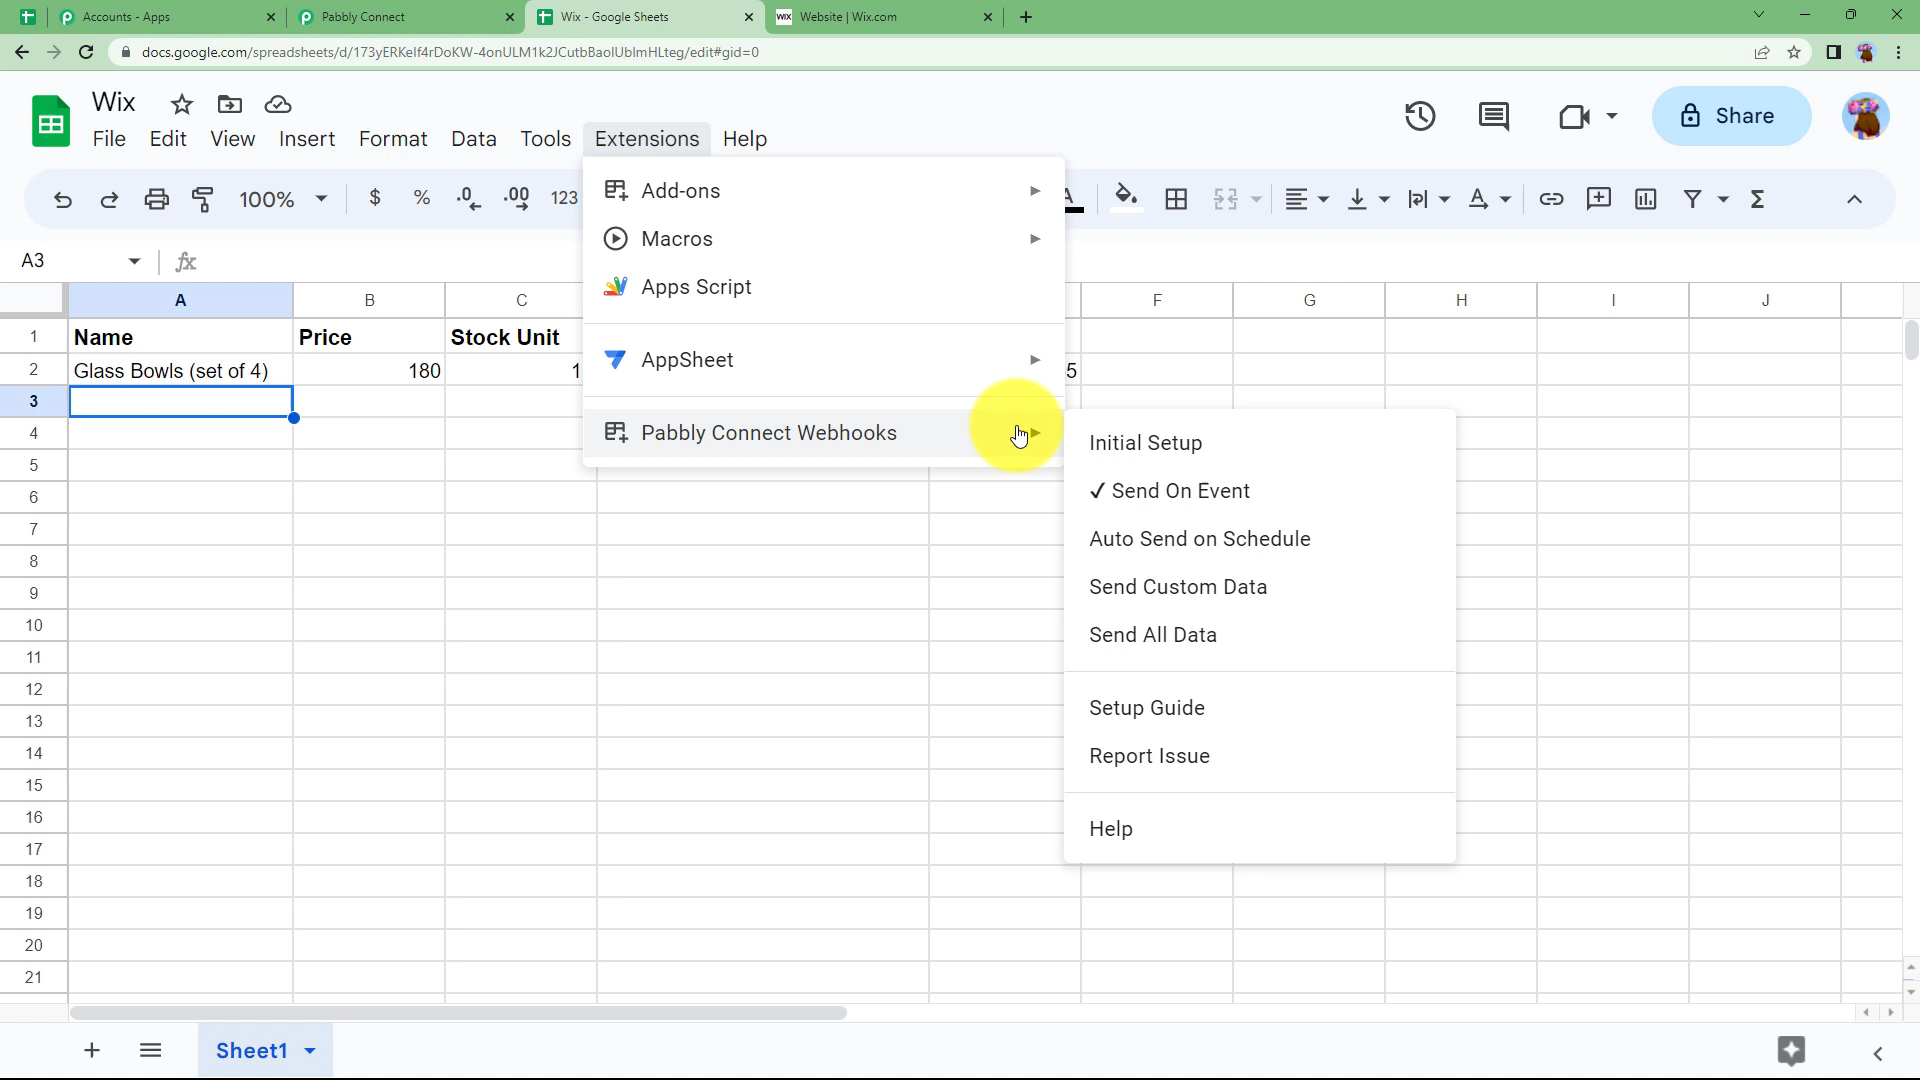 Accounts - Apps
Pabbly Connect
Wix - Google Sheets
WIX Website | Wix.com
docs.google.com/spreadsheets/d/173yERKeIf4rDoKW-4onULM1k2JCutbBaolUbImHLteg/edit#gid=0
Wix
File Edit View Insert Format Data Tools Extensions Help
Share
100% $ % .0 .00 123 A A Σ
A3 fx
A B C F G H I J
1 Name Price Stock Unit
2 Glass Bowls (set of 4) 180 1 5
3
4
5
6
7
8
9
10
11
12
13
14
15
16
17
18
19
20
21
Add-ons
Macros
Apps Script
AppSheet
Pabbly Connect Webhooks
Initial Setup
✓ Send On Event
Auto Send on Schedule
Send Custom Data
Send All Data
Setup Guide
Report Issue
Help
Sheet1